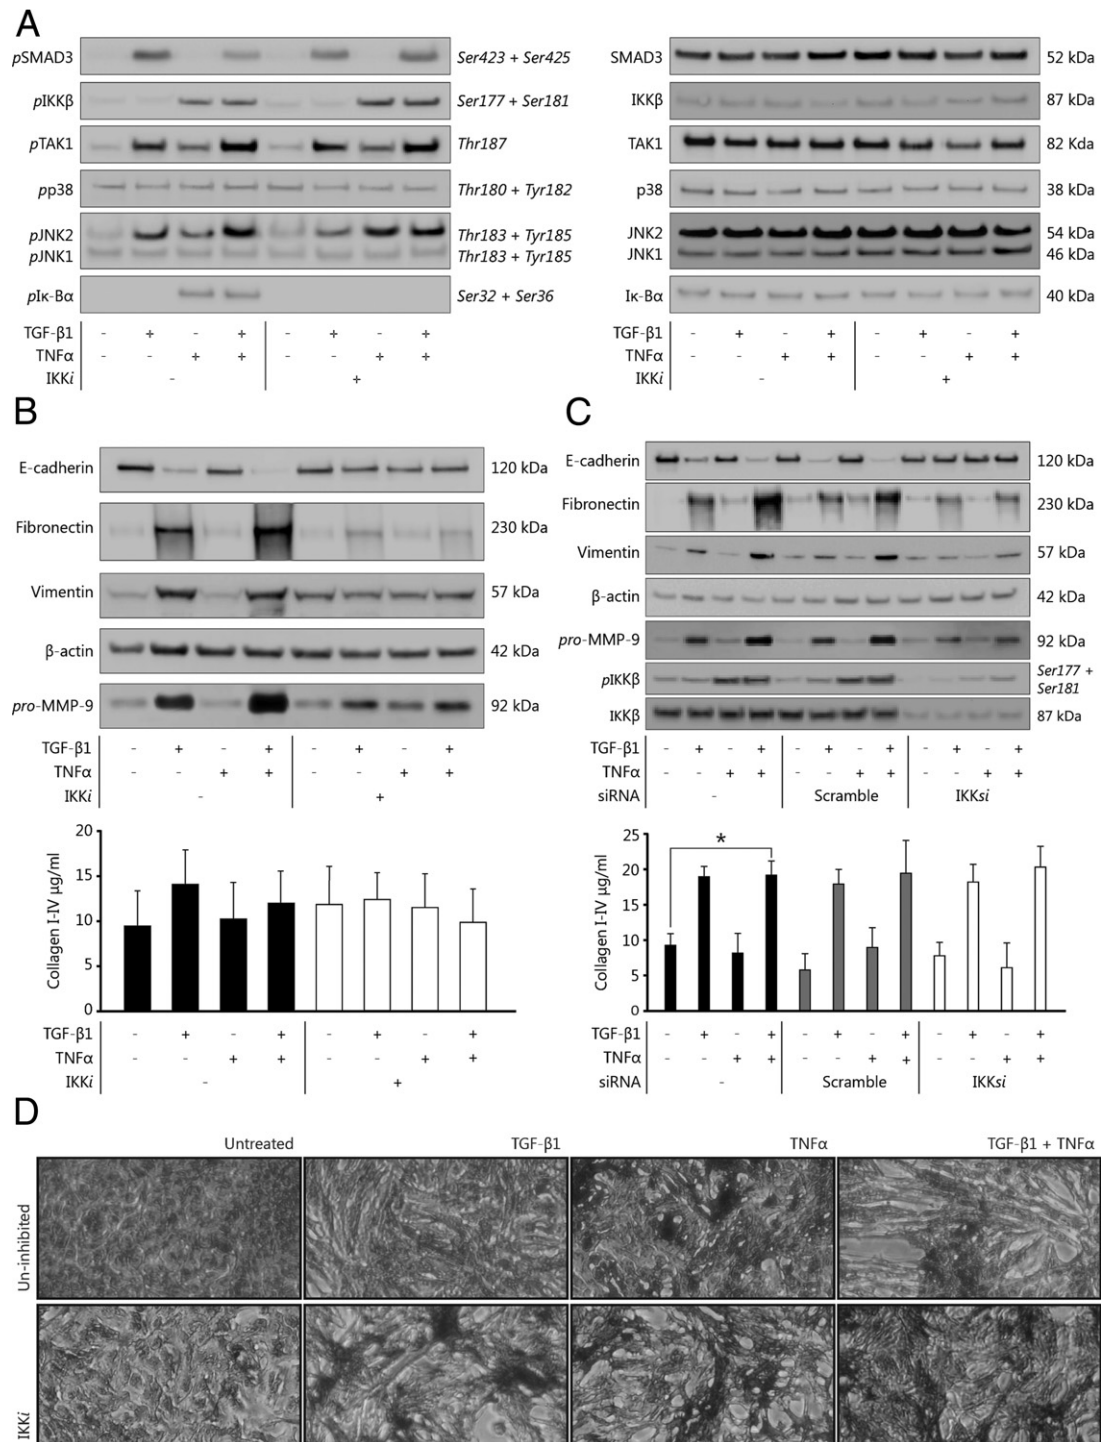 A
pSMAD3 Ser423 + Ser425 SMAD3 52 kDa
pIKKβ Ser177 + Ser181 IKKβ 87 kDa
pTAK1 Thr187 TAK1 82 Kda
pp38 Thr180 + Tyr182 p38 38 kDa
pJNK2 Thr183 + Tyr185 JNK2 54 kDa
pJNK1 Thr183 + Tyr185 JNK1 46 kDa
pIκ-Bα Ser32 + Ser36 Iκ-Bα 40 kDa
TGF-β1 - + - + - + - + TGF-β1 - + - + - + - +
TNFα - - + + - - + + TNFα - - + + - - + +
IKKi - + IKKi - +
B
E-cadherin 120 kDa
Fibronectin 230 kDa
Vimentin 57 kDa
β-actin 42 kDa
pro-MMP-9 92 kDa
TGF-β1 - + - + - + - +
TNFα - - + + - - + +
IKKi - +
20
15
10
5
0
Collagen I-IV µg/ml
TGF-β1 - + - + - + - +
TNFα - - + + - - + +
IKKi - +
C
E-cadherin 120 kDa
Fibronectin 230 kDa
Vimentin 57 kDa
β-actin 42 kDa
pro-MMP-9 92 kDa
pIKKβ Ser177 +
Ser181
IKKβ 87 kDa
TGF-β1 - + - + - + - + - + - +
TNFα - - + + - - + + - - + +
siRNA - Scramble IKKsi
25
20
15
10
5
0
*
Collagen I-IV µg/ml
TGF-β1 - + - + - + - + - + - +
TNFα - - + + - - + + - - + +
siRNA - Scramble IKKsi
D
Untreated TGF-β1 TNFα TGF-β1 + TNFα
Un-inhibited
IKKi